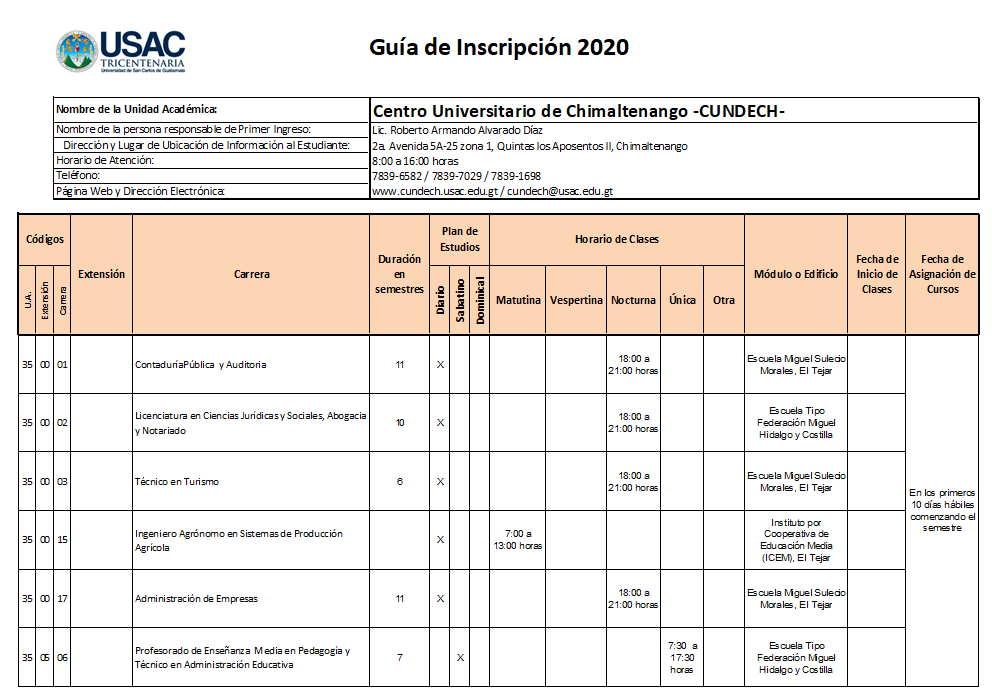 USAC
TRICENTENARIA
Universidad de San Carlos de Guatemala
Guía de Inscripción 2020
Nombre de la Unidad Académica: Centro Universitario de Chimaltenango -CUNDECH-
Nombre de la persona responsable de Primer Ingreso: Lic. Roberto Armando Alvarado Díaz
Dirección y Lugar de Ubicación de Información al Estudiante: 2a. Avenida 5A-25 zona 1, Quintas los Aposentos II, Chimaltenango
Horario de Atención: 8:00 a 16:00 horas
Teléfono: 7839-6582 / 7839-7029 / 7839-1698
Página Web y Dirección Electrónica: www.cundech.usac.edu.gt / cundech@usac.edu.gt
Códigos
U.A.
Extensión
Carrera
Extensión
Carrera
Duración
en
semestres
Plan de
Estudios
Diario
Sabatino
Dominical
Horario de Clases
Matutina
Vespertina
Nocturna
Única
Otra
Módulo o Edificio
Fecha de
Inicio de
Clases
Fecha de
Asignación de
Cursos
35 00 01
ContaduríaPública y Auditoria
11
X
18:00 a
21:00 horas
Escuela Miguel Sulecio
Morales, El Tejar
35 00 02
Licenciatura en Ciencias Jurídicas y Sociales, Abogacia
y Notariado
10
X
18:00 a
21:00 horas
Escuela Tipo
Federación Miguel
Hidalgo y Costilla
35 00 03
Técnico en Turismo
6
X
18:00 a
21:00 horas
Escuela Miguel Sulecio
Morales, El Tejar
35 00 15
Ingeniero Agrónomo en Sistemas de Producción
Agrícola
X
7:00 a
13:00 horas
Instituto por
Cooperativa de
Educación Media
(ICEM), El Tejar
35 00 17
Administración de Empresas
11
X
18:00 a
21:00 horas
Escuela Miguel Sulecio
Morales, El Tejar
35 05 06
Profesorado de Enseñanza Media en Pedagogía y
Técnico en Administración Educativa
7
X
7:30 a
17:30
horas
Escuela Tipo
Federación Miguel
Hidalgo y Costilla
En los primeros
10 días hábiles
comenzando el
semestre